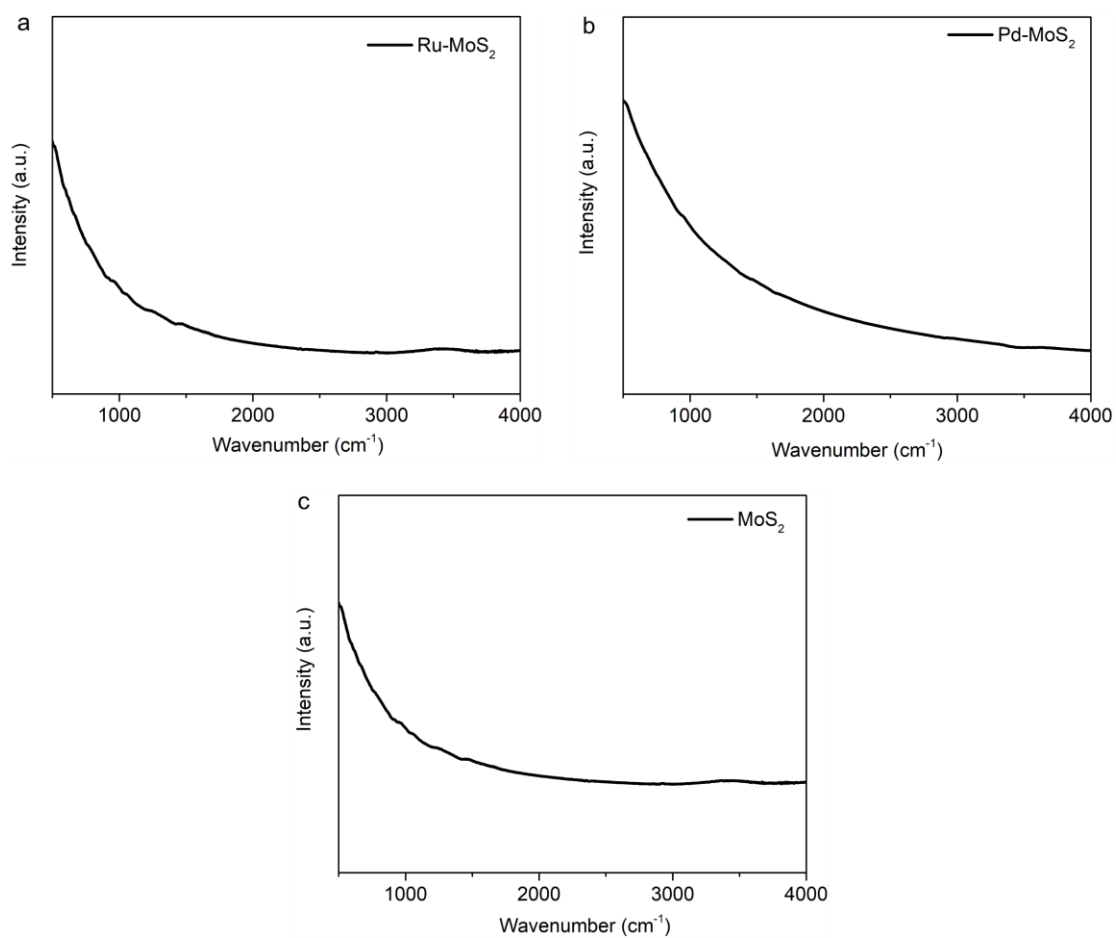 a
Ru-MoS₂
Intensity (a.u.)
1000 2000 3000 4000
Wavenumber (cm⁻¹)
b
Pd-MoS₂
Intensity (a.u.)
1000 2000 3000 4000
Wavenumber (cm⁻¹)
c
MoS₂
Intensity (a.u.)
1000 2000 3000 4000
Wavenumber (cm⁻¹)